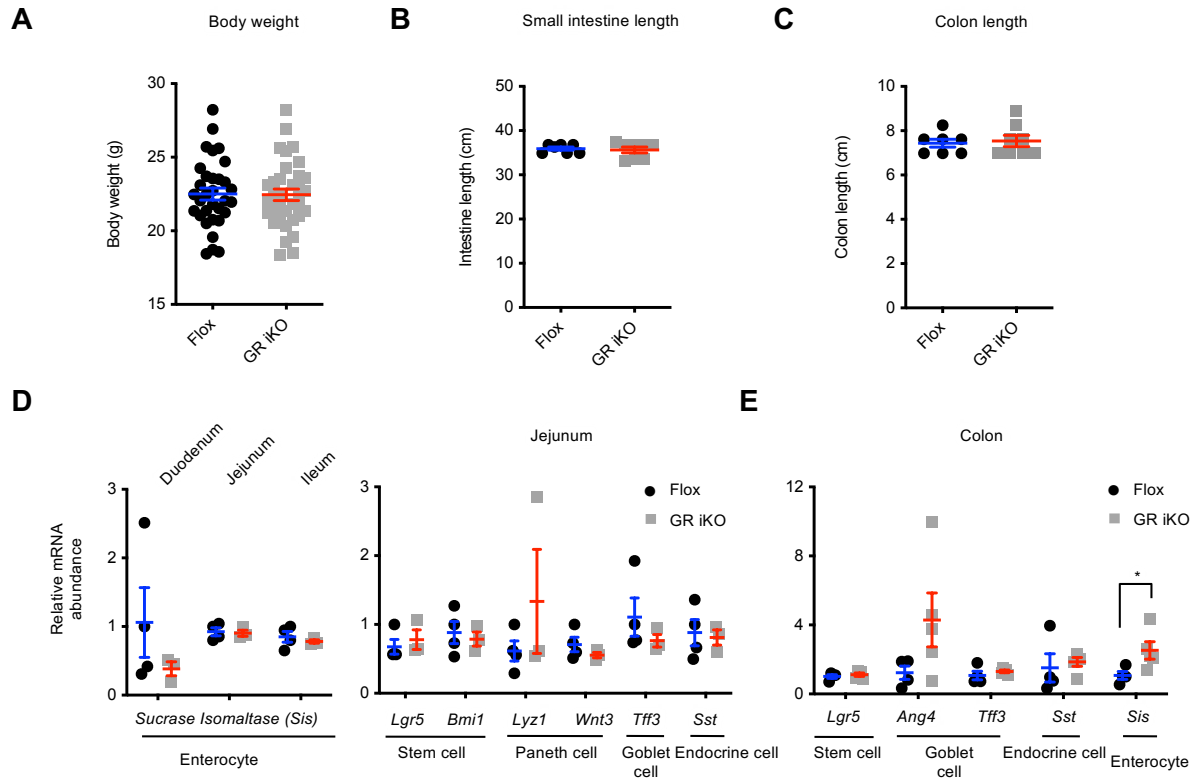 A
Body weight
B
Small intestine length
C
Colon length
30
25
20
15
Body weight (g)
Flox
GR iKO
50
40
30
20
10
0
Intestine length (cm)
Flox
GR iKO
10
8
6
4
2
0
Colon length (cm)
Flox
GR iKO
D
Duodenum
Jejunum
Ileum
3
2
1
0
Relative mRNA
abundance
Sucrase Isomaltase (Sis)
Enterocyte
Jejunum
Flox
GR iKO
3
2
1
0
Lgr5
Bmi1
Lyz1
Wnt3
Tff3
Sst
Stem cell
Paneth cell
Goblet
cell
Endocrine cell
E
Colon
Flox
GR iKO
12
8
4
0
*
Lgr5
Ang4
Tff3
Sst
Sis
Stem cell
Goblet
cell
Endocrine cell
Enterocyte